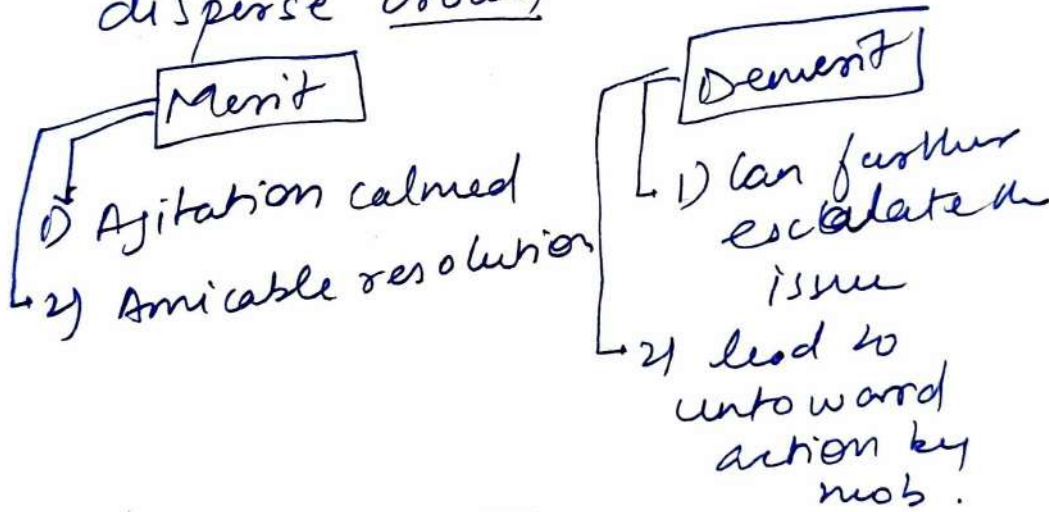 disperse crowd
Merit
1) Agitation calmed
2) Amicable resolution
Demerit
1) Can further
escalate the
issue
2) lead to
untoward
action by
mob.